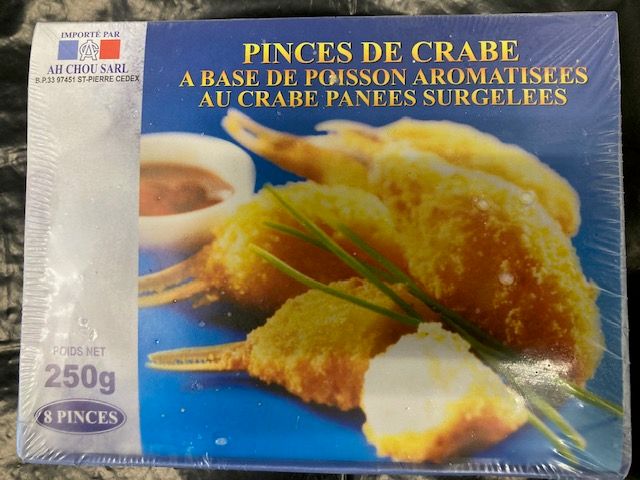 IMPORTÉ PAR
AH CHOU SARL
B.P.33 97451 ST-PIERRE CEDEX
PINCES DE CRABE
A BASE DE POISSON AROMATISEES
AU CRABE PANEES SURGELEES
POIDS NET
250g
8 PINCES